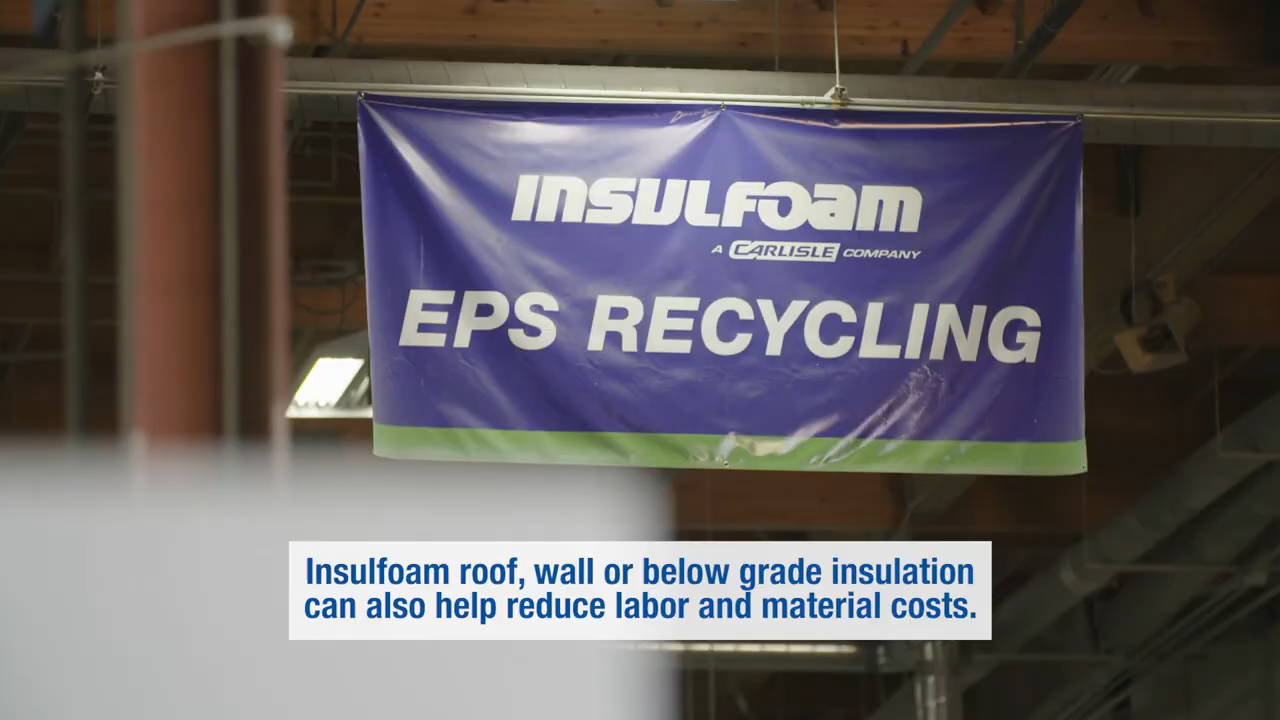 INSULFOAM
A CARLISLE COMPANY
EPS RECYCLING
Insulfoam roof, wall or below grade insulation
can also help reduce labor and material costs.